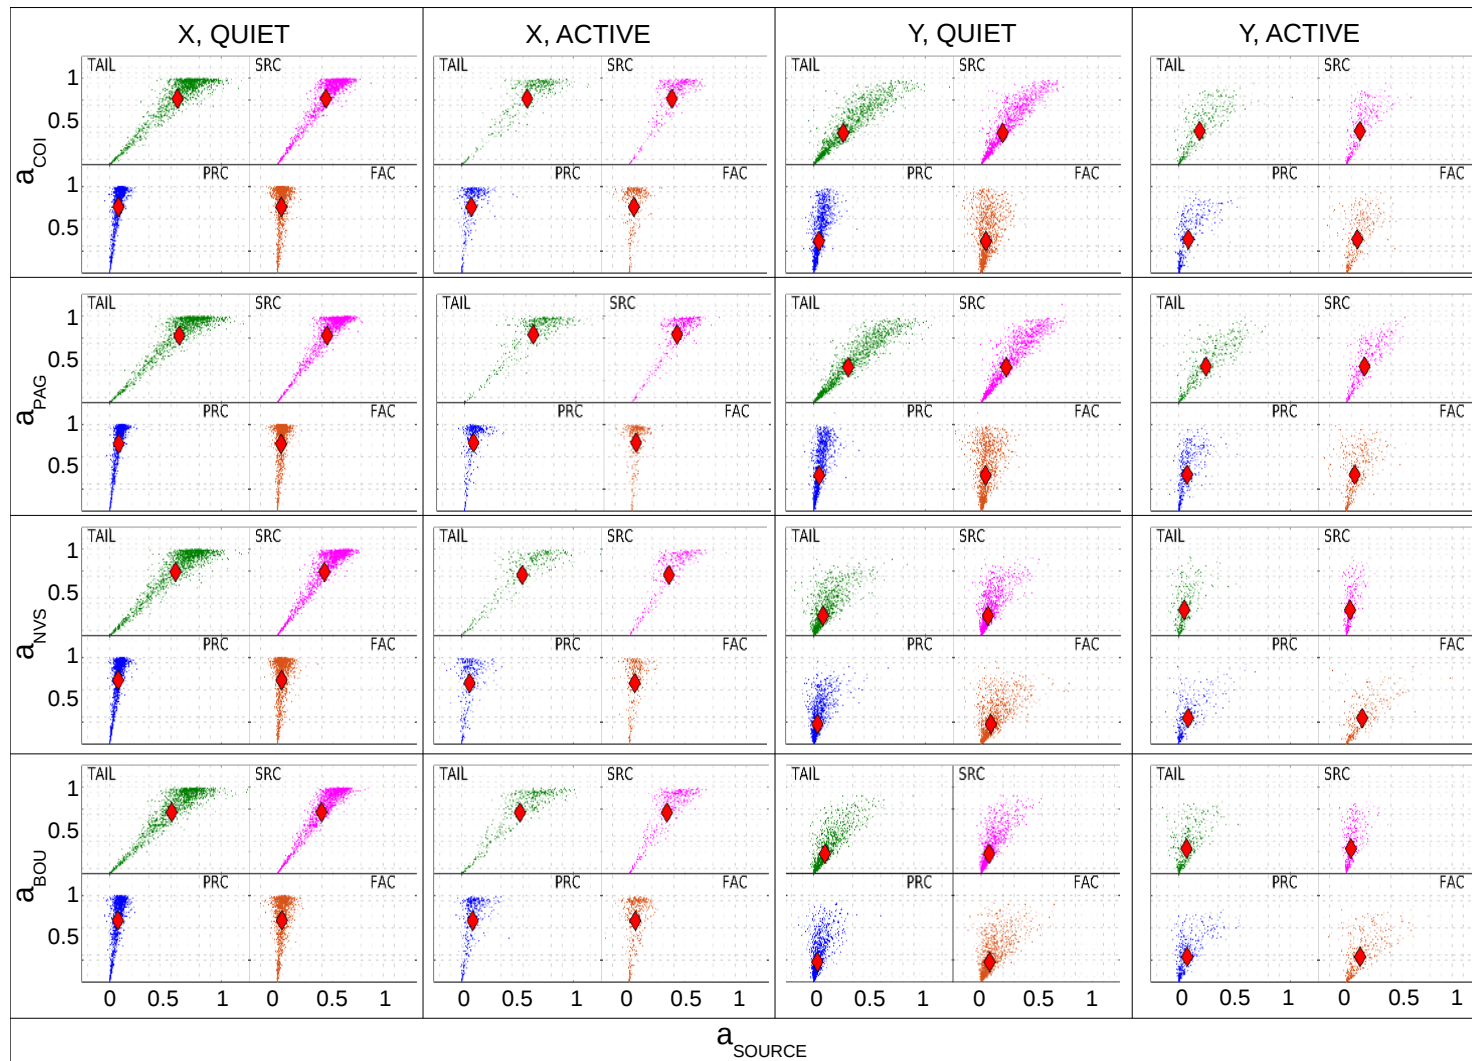 X, QUIET X, ACTIVE Y, QUIET Y, ACTIVE
TAIL SRC TAIL SRC TAIL SRC TAIL SRC
1
0.5
a_COI
PRC FAC PRC FAC PRC FAC PRC FAC
1
0.5
TAIL SRC TAIL SRC TAIL SRC TAIL SRC
1
0.5
a_PAG
PRC FAC PRC FAC PRC FAC PRC FAC
1
0.5
TAIL SRC TAIL SRC TAIL SRC TAIL SRC
1
0.5
a_NVS
PRC FAC PRC FAC PRC FAC PRC FAC
1
0.5
TAIL SRC TAIL SRC TAIL SRC TAIL SRC
1
0.5
a_BOU
PRC FAC PRC FAC PRC FAC PRC FAC
1
0.5
0 0.5 1 0 0.5 1 0 0.5 1 0 0.5 1 0 0.5 1 0 0.5 1 0 0.5 1 0 0.5 1
a_SOURCE